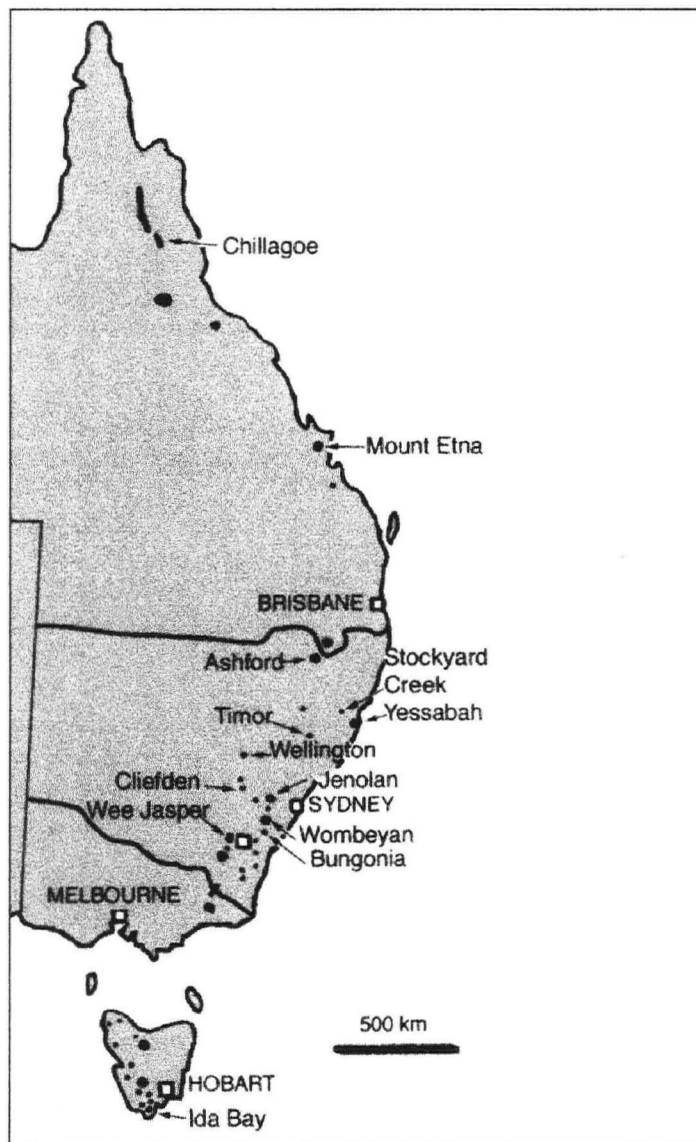 Chillagoe
Mount Etna
BRISBANE
Ashford
Stockyard
Creek
Timor
Yessabah
Wellington
Cliefden
Jenolan
Wee Jasper
SYDNEY
Wombeyan
Bungonia
MELBOURNE
500 km
HOBART
Ida Bay